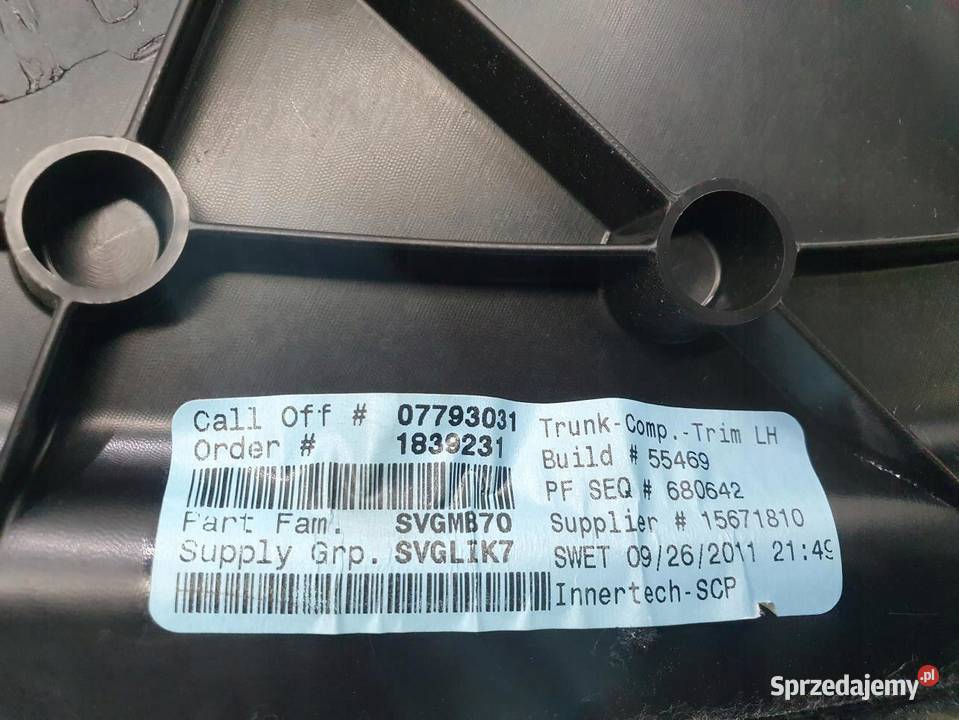 Call Off # 07793031
Order # 1839231
Part Fam. SVGMB70
Supply Grp. SVGLIK7
Trunk-Comp.-Trim LH
Build # 55469
PF SEQ # 680642
Supplier # 15671810
SWET 09/26/2011 21:49
Innertech-SCP
Sprzedajemy.pl